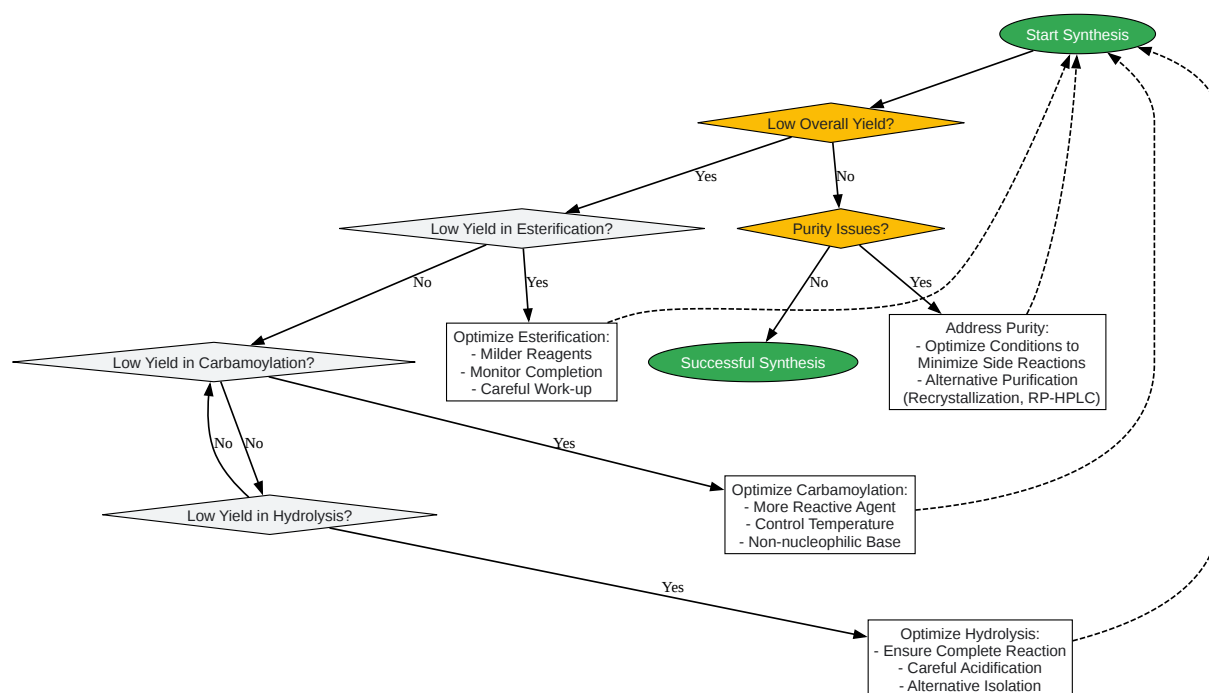 Start Synthesis
Low Overall Yield?
Yes
No
Low Yield in Esterification?
Purity Issues?
No
Yes
No
Yes
Optimize Esterification:
- Milder Reagents
- Monitor Completion
- Careful Work-up
Address Purity:
- Optimize Conditions to
Minimize Side Reactions
- Alternative Purification
(Recrystallization, RP-HPLC)
Low Yield in Carbamoylation?
Successful Synthesis
No
No
Yes
Optimize Carbamoylation:
- More Reactive Agent
- Control Temperature
- Non-nucleophilic Base
Low Yield in Hydrolysis?
Yes
Optimize Hydrolysis:
- Ensure Complete Reaction
- Careful Acidification
- Alternative Isolation